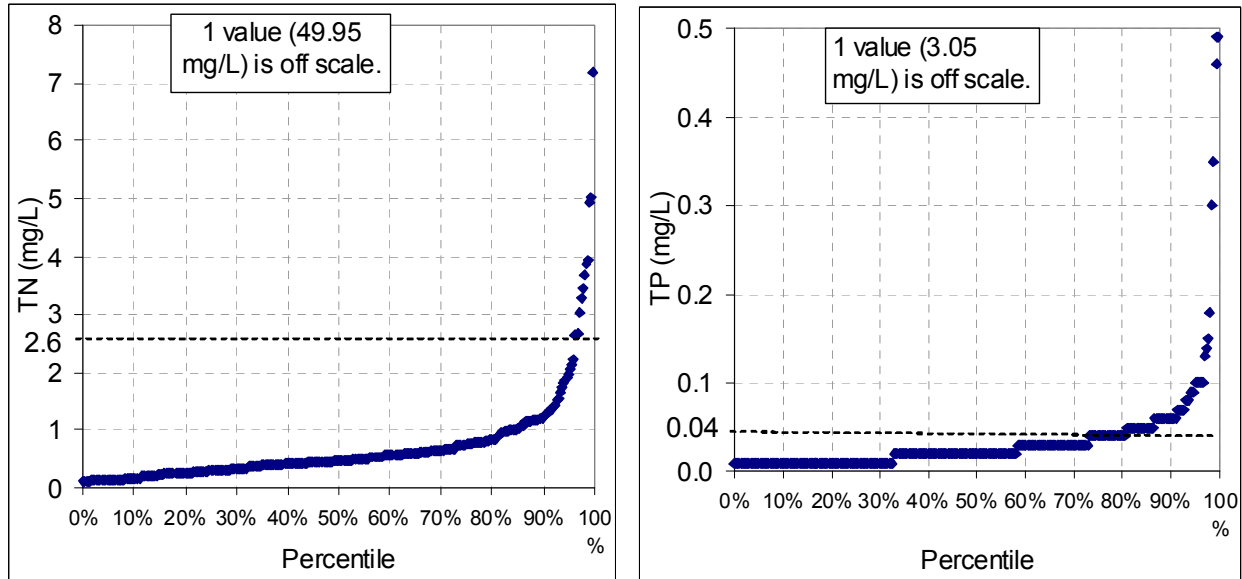 1 value (49.95
mg/L) is off scale.
TN (mg/L)
8
7
6
5
4
3
2.6
2
1
0
0% 10% 20% 30% 40% 50% 60% 70% 80% 90% 100
%
Percentile
1 value (3.05
mg/L) is off scale.
TP (mg/L)
0.5
0.4
0.3
0.2
0.1
0.04
0.0
0% 10% 20% 30% 40% 50% 60% 70% 80% 90% 100
%
Percentile